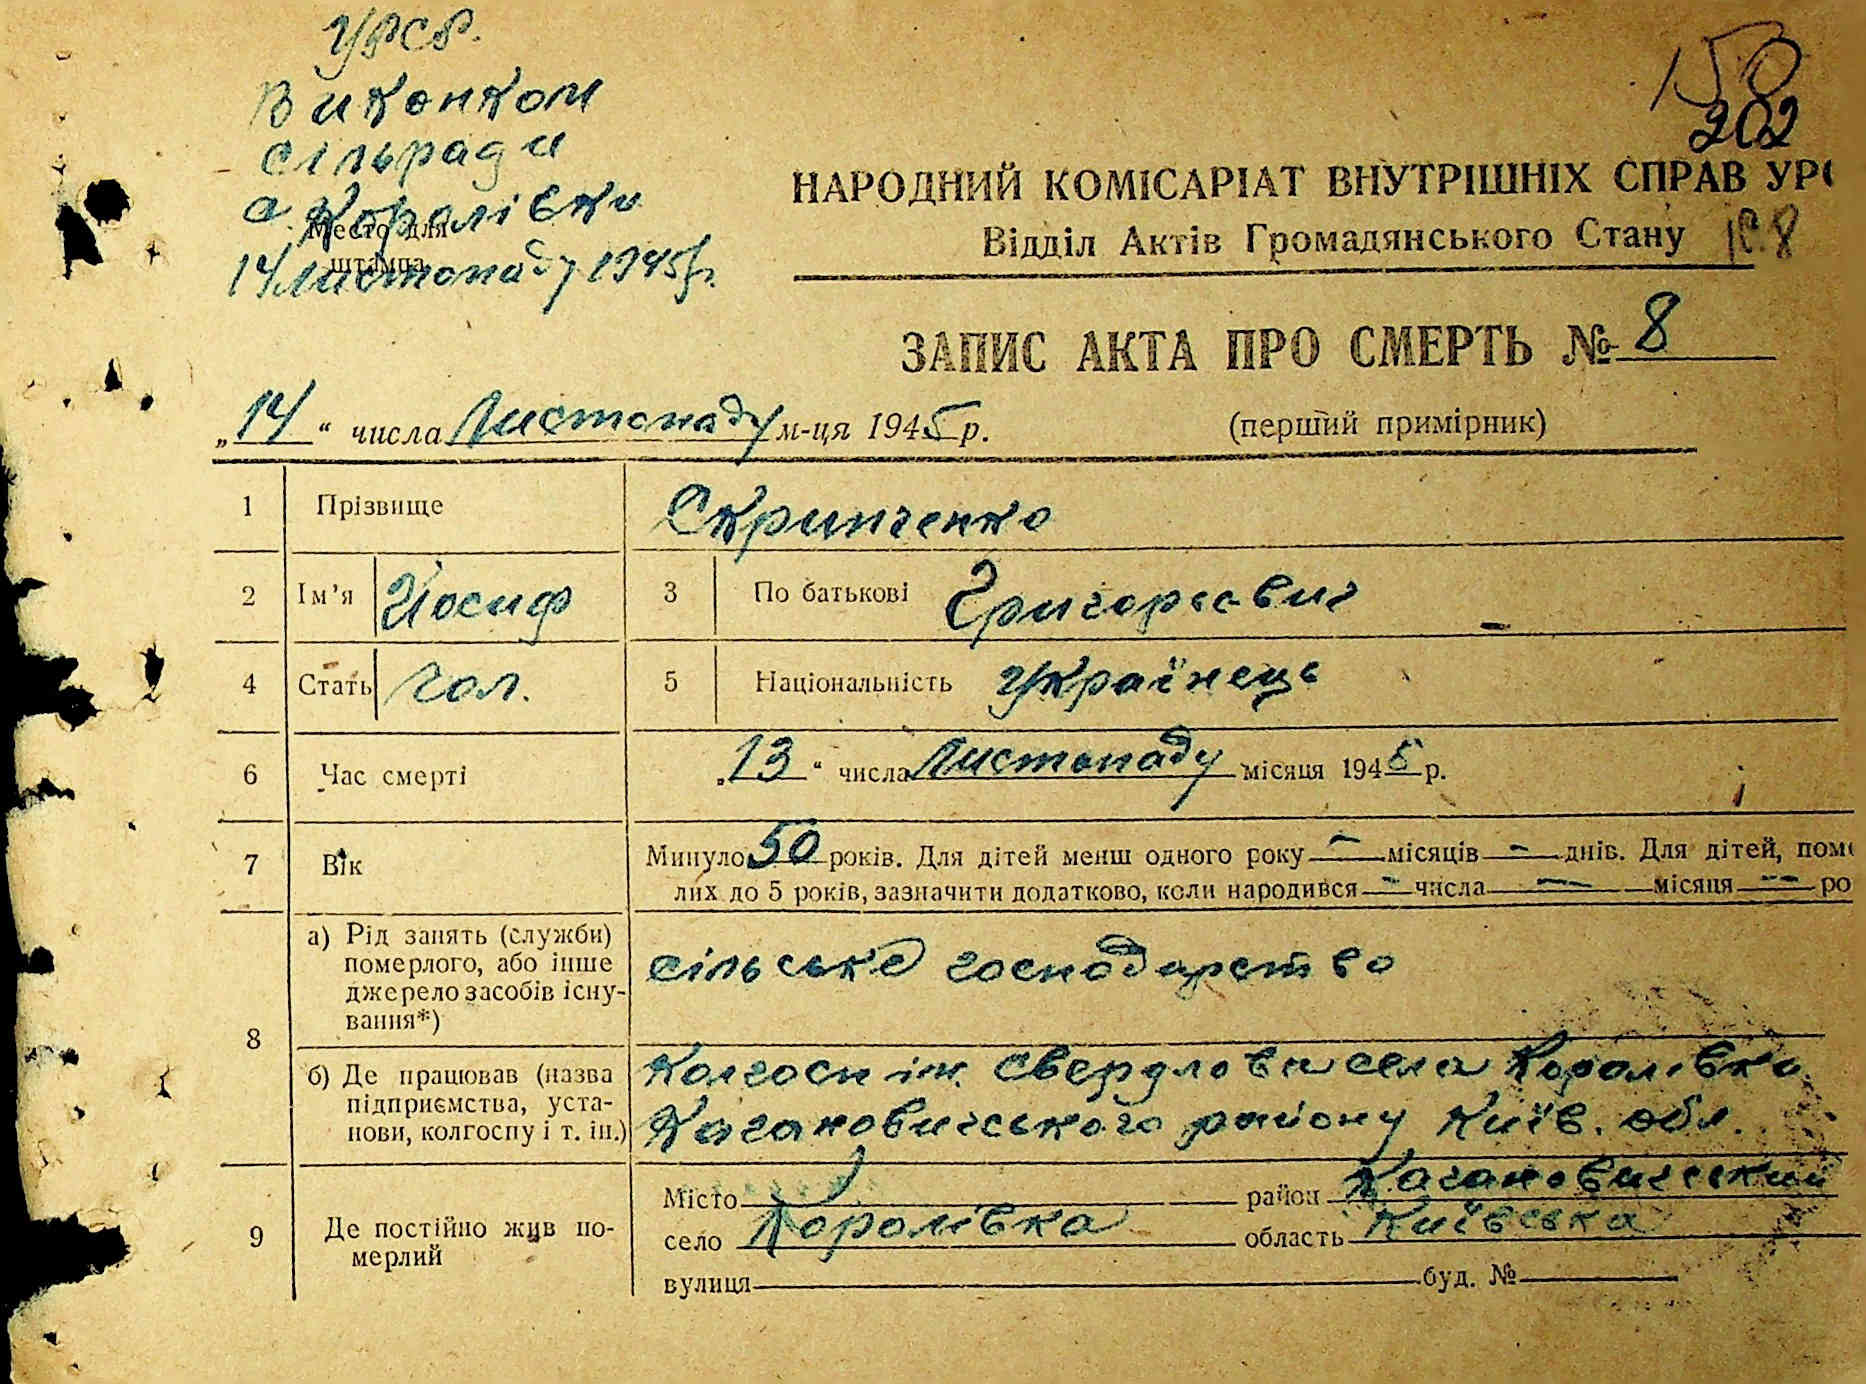 УРСР.
Виконком
сільради
с Королівки
Место для
штампа
14 листопаду 1945 р.
150
202
НАРОДНИЙ КОМІСАРІАТ ВНУТРІШНІХ СПРАВ УРС
Відділ Актів Громадянського Стану
ЗАПИС АКТА ПРО СМЕРТЬ № 8
„14“ числа Листопаду м-ця 1945 р. (перший примірник)
1 Прізвище Скрипченко
2 Ім'я Йосиф 3 По батькові Григорєвич
4 Стать Чол. 5 Національність Українець
6 Час смерті „13“ числа Листопаду місяця 1945 р.
7 Вік Минуло 50 років. Для дітей менш одного року — місяців — днів. Для дітей, поме
лих до 5 років, зазначити додатково, коли народився — числа — місяця — ро
8 а) Рід занять (служби) померлого, або інше джерело засобів існування*) сільське господарство
б) Де працював (назва підприємства, установи, колгоспу і т. ін.) Колгосп ім. Свердлова села Королівка
Кагановичського району Київ. обл.
9 Де постійно жив померлий Місто район Кагановичський
село Королівка область Київська
вулиця буд. №